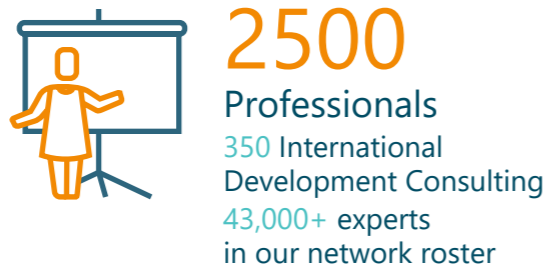 2500
Professionals
350 International
Development Consulting
43,000+ experts
in our network roster